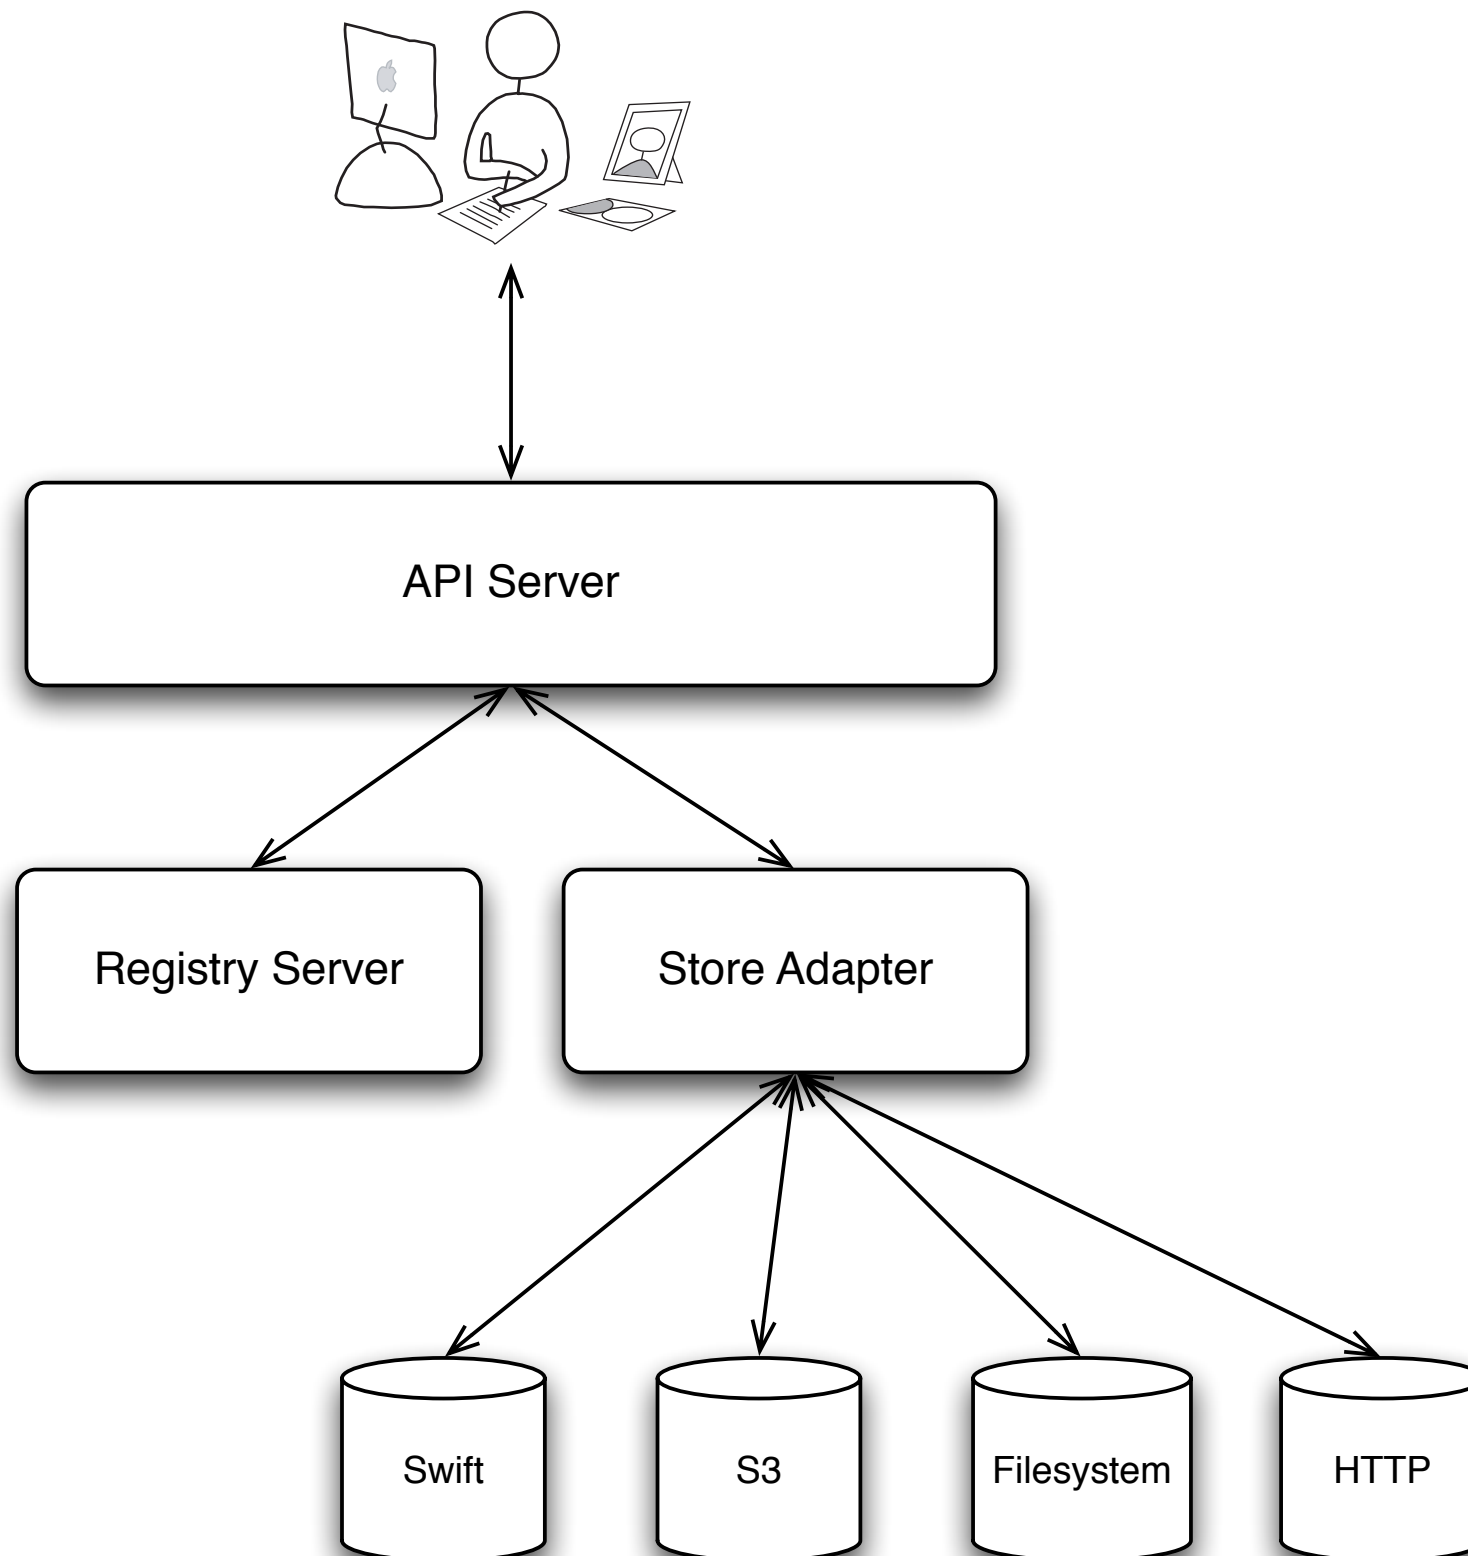 API Server
Registry Server
Store Adapter
Swift
S3
Filesystem
HTTP